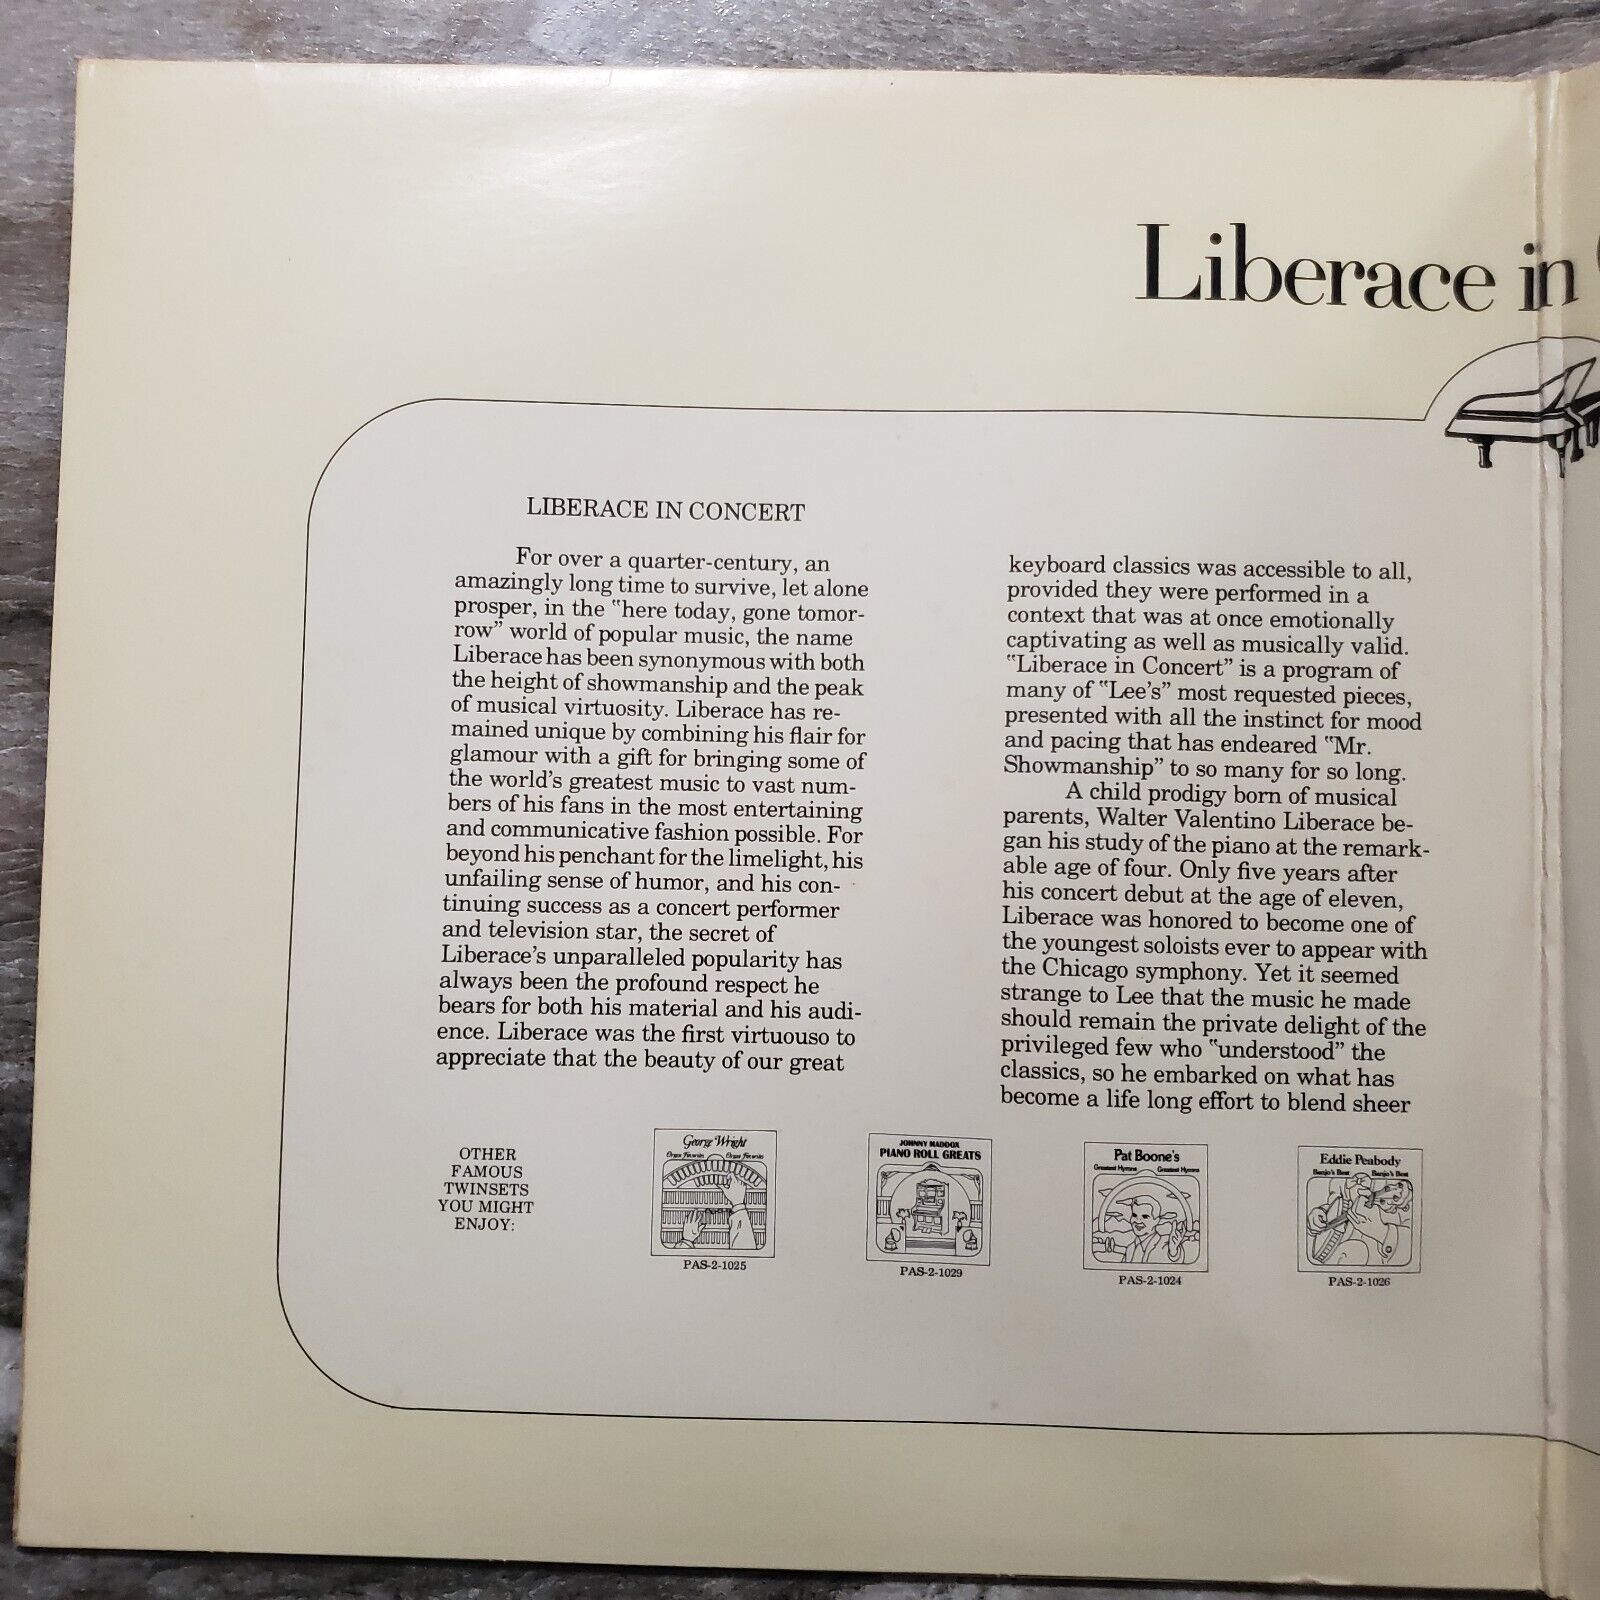 Liberace in
LIBERACE IN CONCERT
For over a quarter-century, an
amazingly long time to survive, let alone
prosper, in the "here today, gone tomor-
row" world of popular music, the name
Liberace has been synonymous with both
the height of showmanship and the peak
of musical virtuosity. Liberace has re-
mained unique by combining his flair for
glamour with a gift for bringing some of
the world's greatest music to vast num-
bers of his fans in the most entertaining
and communicative fashion possible. For
beyond his penchant for the limelight, his
unfailing sense of humor, and his con-
tinuing success as a concert performer
and television star, the secret of
Liberace's unparalleled popularity has
always been the profound respect he
bears for both his material and his audi-
ence. Liberace was the first virtuouso to
appreciate that the beauty of our great
keyboard classics was accessible to all,
provided they were performed in a
context that was at once emotionally
captivating as well as musically valid.
"Liberace in Concert" is a program of
many of "Lee's" most requested pieces,
presented with all the instinct for mood
and pacing that has endeared "Mr.
Showmanship" to so many for so long.
A child prodigy born of musical
parents, Walter Valentino Liberace be-
gan his study of the piano at the remark-
able age of four. Only five years after
his concert debut at the age of eleven,
Liberace was honored to become one of
the youngest soloists ever to appear with
the Chicago symphony. Yet it seemed
strange to Lee that the music he made
should remain the private delight of the
privileged few who "understood" the
classics, so he embarked on what has
become a life long effort to blend sheer
OTHER
FAMOUS
TWINSETS
YOU MIGHT
ENJOY:
George Wright
Organ Favorites Organ Favorites
PAS-2-1025
JOHNNY MADDOX
PIANO ROLL GREATS
PAS-2-1029
Pat Boone's
Greatest Hymns Greatest Hymns
PAS-2-1024
Eddie Peabody
Banjo's Best Banjo's Best
PAS-2-1026